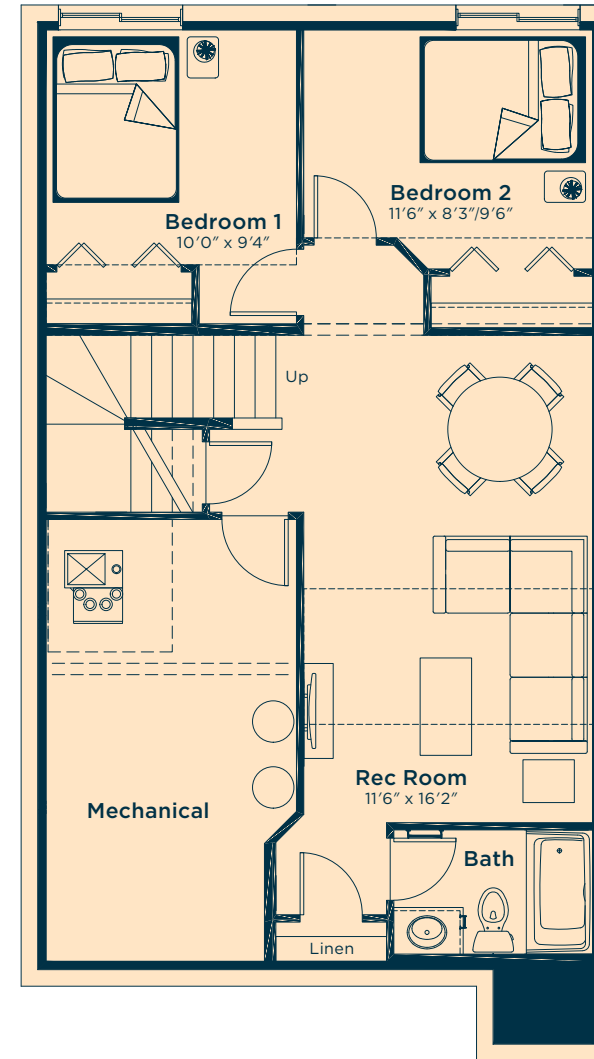 Bedroom 1
10'0" x 9'4"
Bedroom 2
11'6" x 8'3"/9'6"
Up
Rec Room
11'6" x 16'2"
Mechanical
Bath
Linen